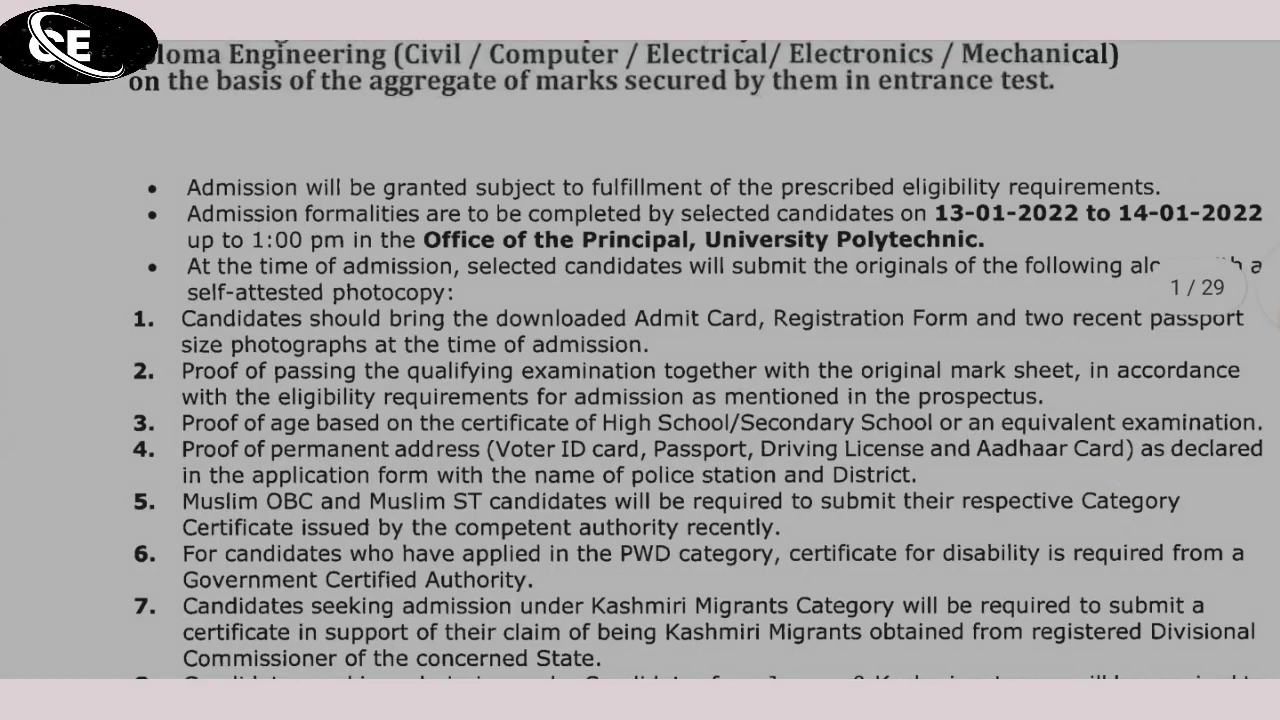 CE
ploma Engineering (Civil / Computer / Electrical/ Electronics / Mechanical)
on the basis of the aggregate of marks secured by them in entrance test.
• Admission will be granted subject to fulfillment of the prescribed eligibility requirements.
• Admission formalities are to be completed by selected candidates on 13-01-2022 to 14-01-2022
up to 1:00 pm in the Office of the Principal, University Polytechnic.
• At the time of admission, selected candidates will submit the originals of the following a
self-attested photocopy:
1 / 29
1. Candidates should bring the downloaded Admit Card, Registration Form and two recent passport
size photographs at the time of admission.
2. Proof of passing the qualifying examination together with the original mark sheet, in accordance
with the eligibility requirements for admission as mentioned in the prospectus.
3. Proof of age based on the certificate of High School/Secondary School or an equivalent examination.
4. Proof of permanent address (Voter ID card, Passport, Driving License and Aadhaar Card) as declared
in the application form with the name of police station and District.
5. Muslim OBC and Muslim ST candidates will be required to submit their respective Category
Certificate issued by the competent authority recently.
6. For candidates who have applied in the PWD category, certificate for disability is required from a
Government Certified Authority.
7. Candidates seeking admission under Kashmiri Migrants Category will be required to submit a
certificate in support of their claim of being Kashmiri Migrants obtained from registered Divisional
Commissioner of the concerned State.